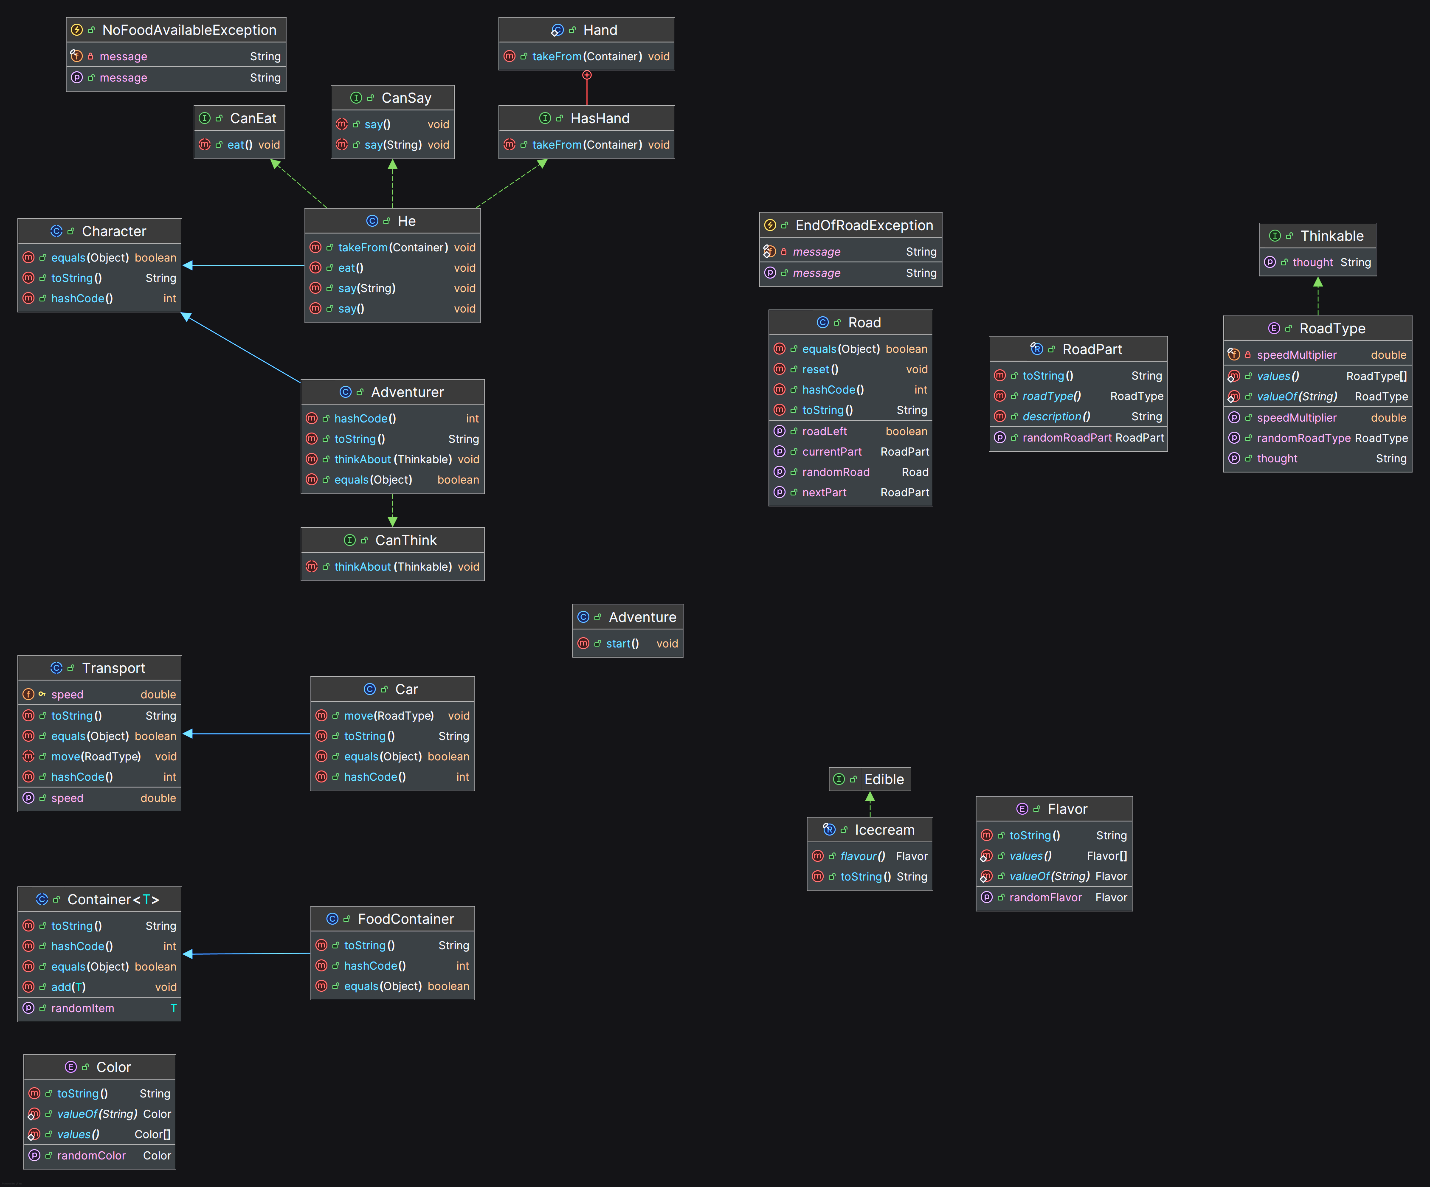 NoFoodAvailableException
message String
message String
Hand
takeFrom(Container) void
CanSay
say() void
say(String) void
CanEat
eat() void
HasHand
takeFrom(Container) void
He
takeFrom(Container) void
eat() void
say(String) void
say() void
Character
equals(Object) boolean
toString() String
hashCode() int
Adventurer
hashCode() int
toString() String
thinkAbout(Thinkable) void
equals(Object) boolean
CanThink
thinkAbout(Thinkable) void
EndOfRoadException
message String
message String
Road
equals(Object) boolean
reset() void
hashCode() int
toString() String
roadLeft boolean
currentPart RoadPart
randomRoad Road
nextPart RoadPart
RoadPart
toString() String
roadType() RoadType
description() String
randomRoadPart RoadPart
Thinkable
thought String
RoadType
speedMultiplier double
values() RoadType[]
valueOf(String) RoadType
speedMultiplier double
randomRoadType RoadType
thought String
Adventure
start() void
Transport
speed double
toString() String
equals(Object) boolean
move(RoadType) void
hashCode() int
speed double
Car
move(RoadType) void
toString() String
equals(Object) boolean
hashCode() int
Edible
Icecream
flavour() Flavor
toString() String
Flavor
toString() String
values() Flavor[]
valueOf(String) Flavor
randomFlavor Flavor
Container<T>
toString() String
hashCode() int
equals(Object) boolean
add(T) void
randomItem T
FoodContainer
toString() String
hashCode() int
equals(Object) boolean
Color
toString() String
valueOf(String) Color
values() Color[]
randomColor Color